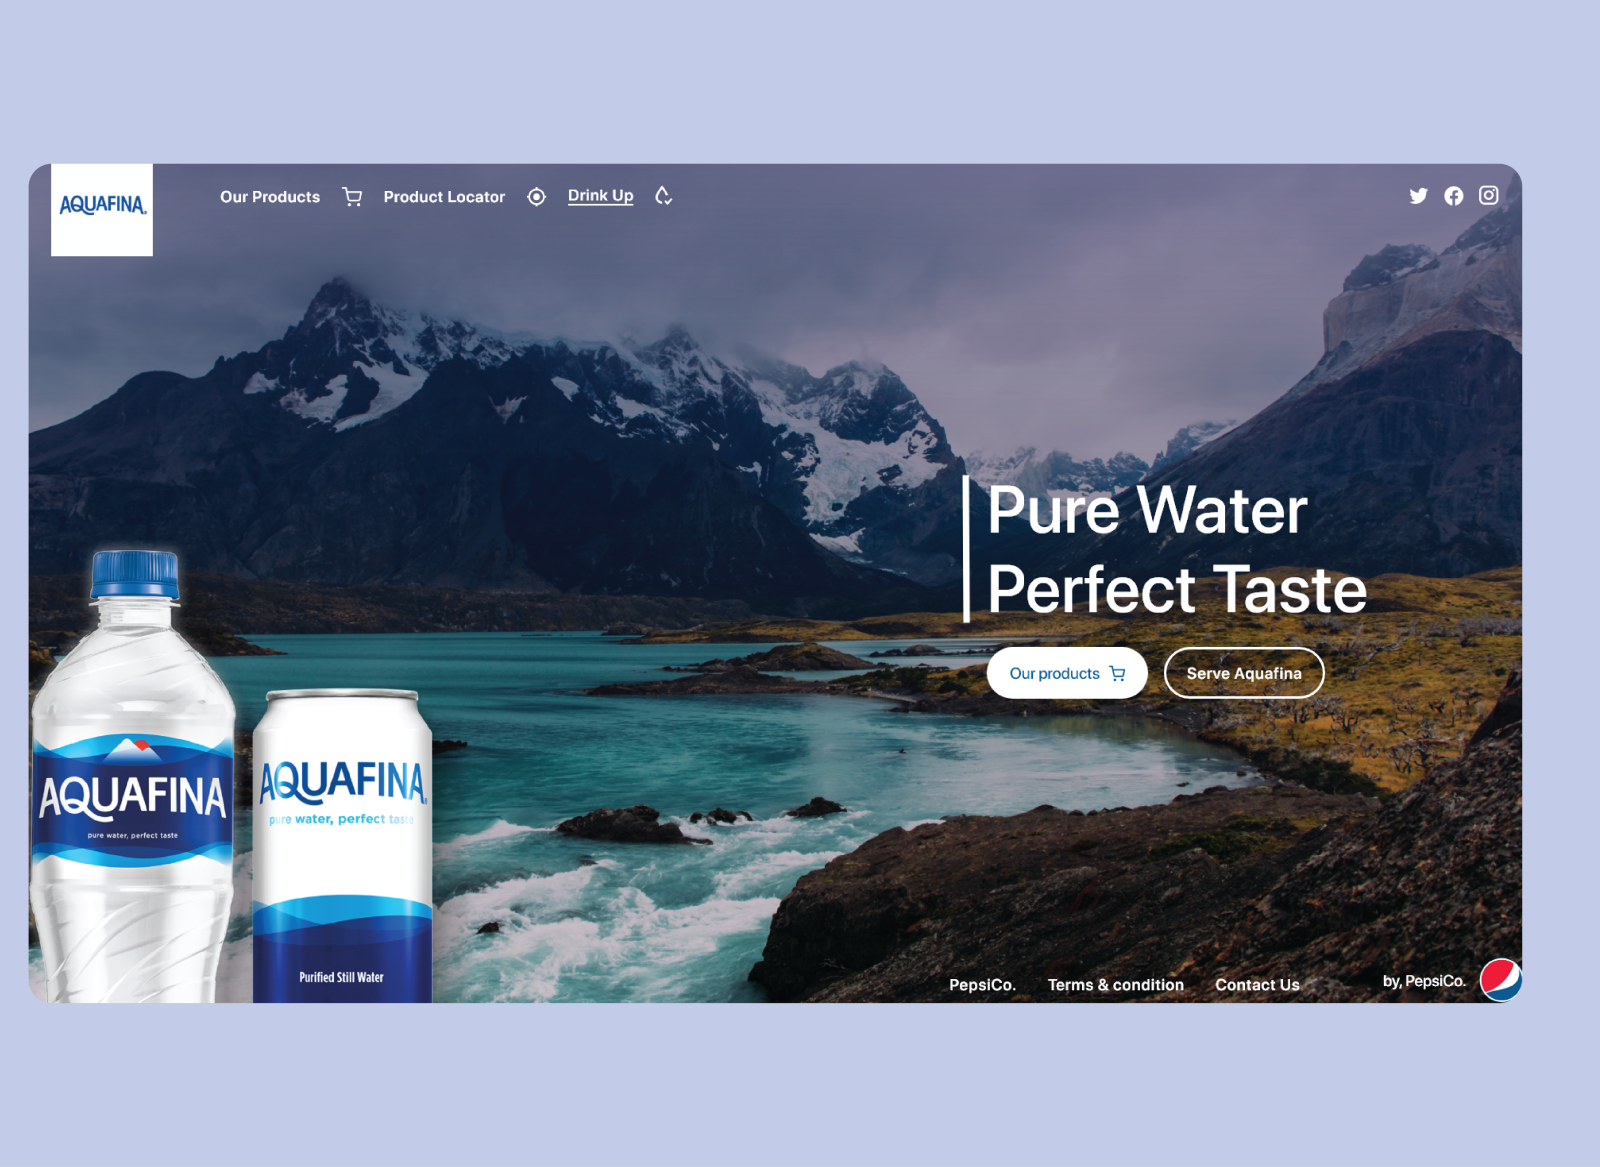 AQUAFINA
Our Products
Product Locator
Drink Up
Pure Water
Perfect Taste
Our products
Serve Aquafina
AQUAFINA
pure water, perfect taste
AQUAFINA
pure water, perfect taste
Purified Still Water
PepsiCo.
Terms & condition
Contact Us
by, PepsiCo.